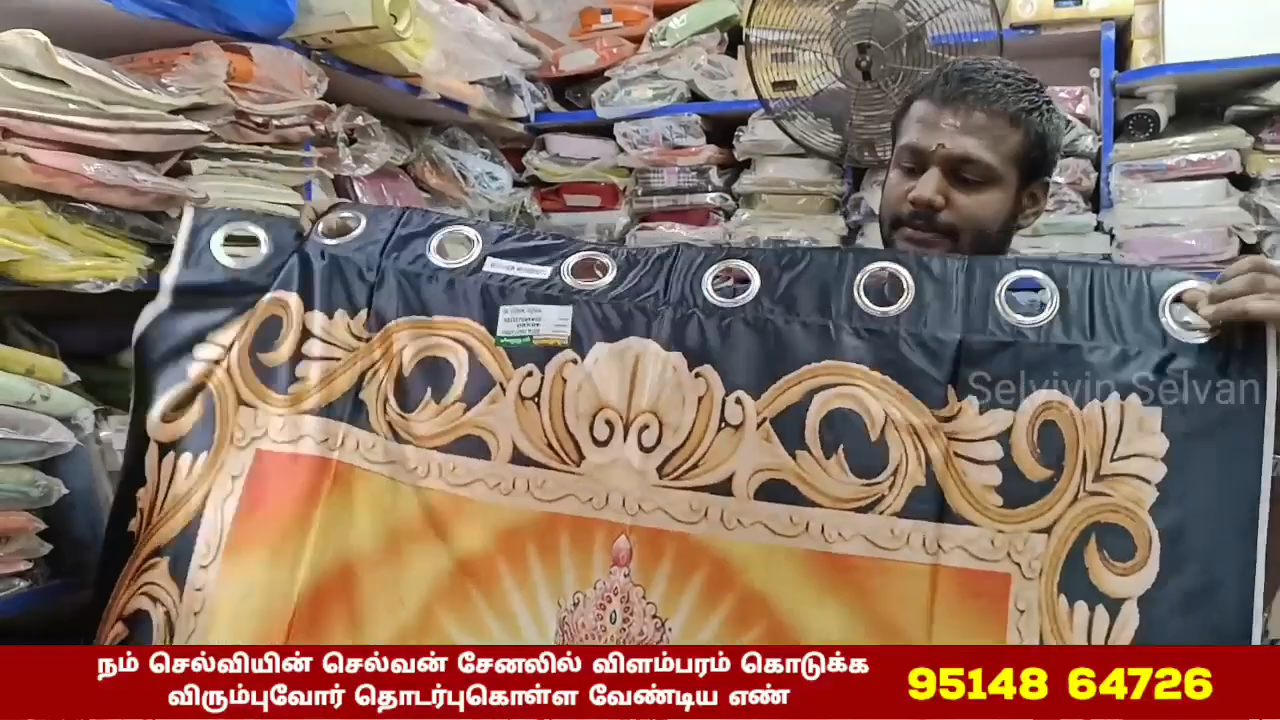 Selviyin Selvan
நம் செல்வியின் செல்வன் சேனலில் விளம்பரம் கொடுக்க
விரும்புவோர் தொடர்புகொள்ள வேண்டிய எண்
95148 64726